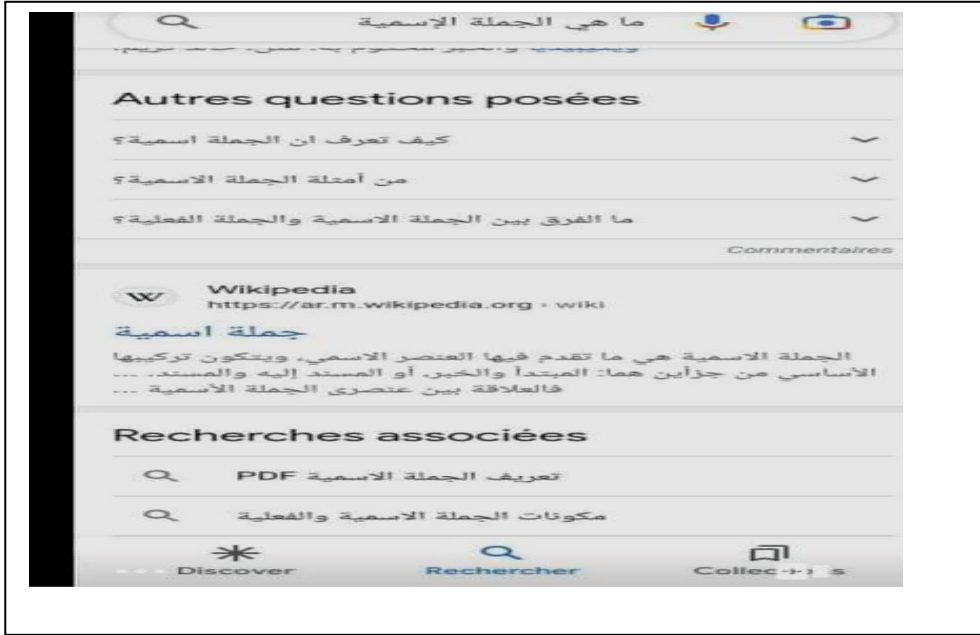 ما هي الجملة الإسمية
Autres questions posées
كيف تعرف ان الجملة اسمية؟
من أمثلة الجملة الاسمية؟
ما الفرق بين الجملة الاسمية والجملة الفعلية؟
Commentaires
W
Wikipedia
https://ar.m.wikipedia.org › wiki
جملة اسمية
الجملة الاسمية هي ما تقدم فيها العنصر الاسمي، ويتكون تركيبها
الأساسي من جزأين هما: المبتدأ والخبر، أو المسند إليه والمسند. ...
فالعلاقة بين عنصرى الجملة الأسمية ...
Recherches associées
تعريف الجملة الاسمية PDF
مكونات الجملة الاسمية والفعلية
Discover
Rechercher